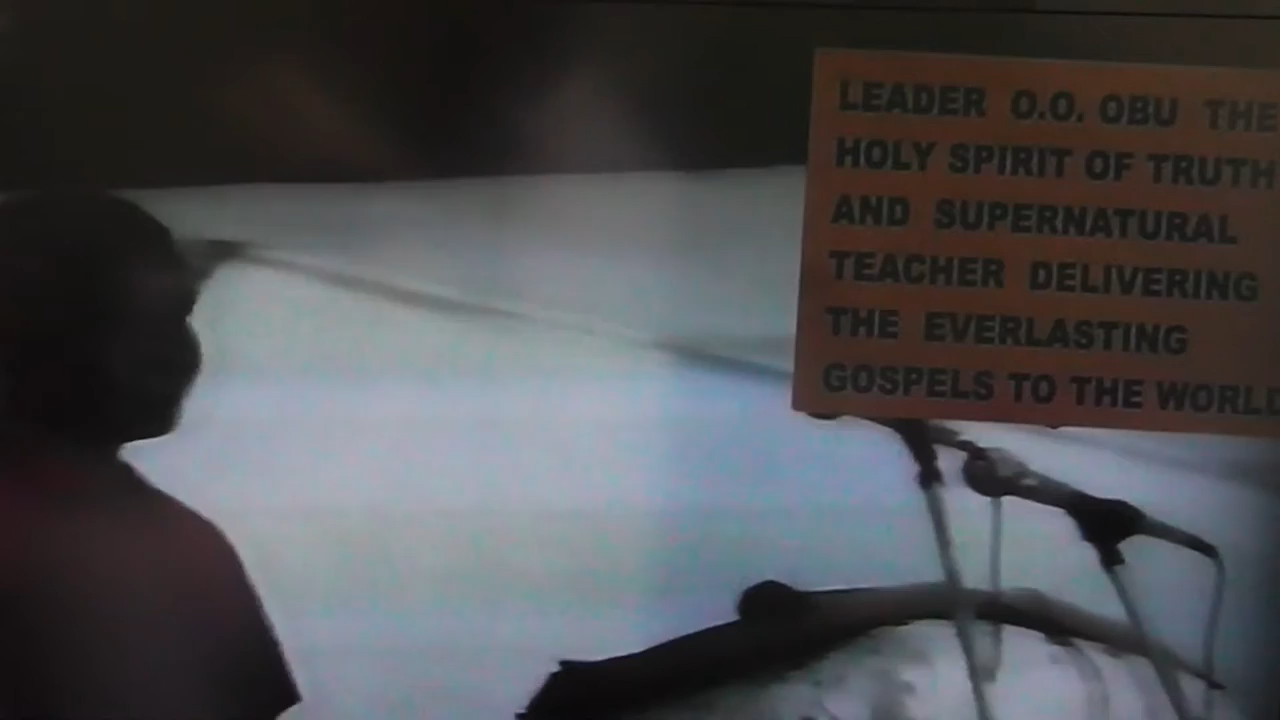 LEADER O.O. OBU THE
HOLY SPIRIT OF TRUTH
AND SUPERNATURAL
TEACHER DELIVERING
THE EVERLASTING
GOSPELS TO THE WORLD